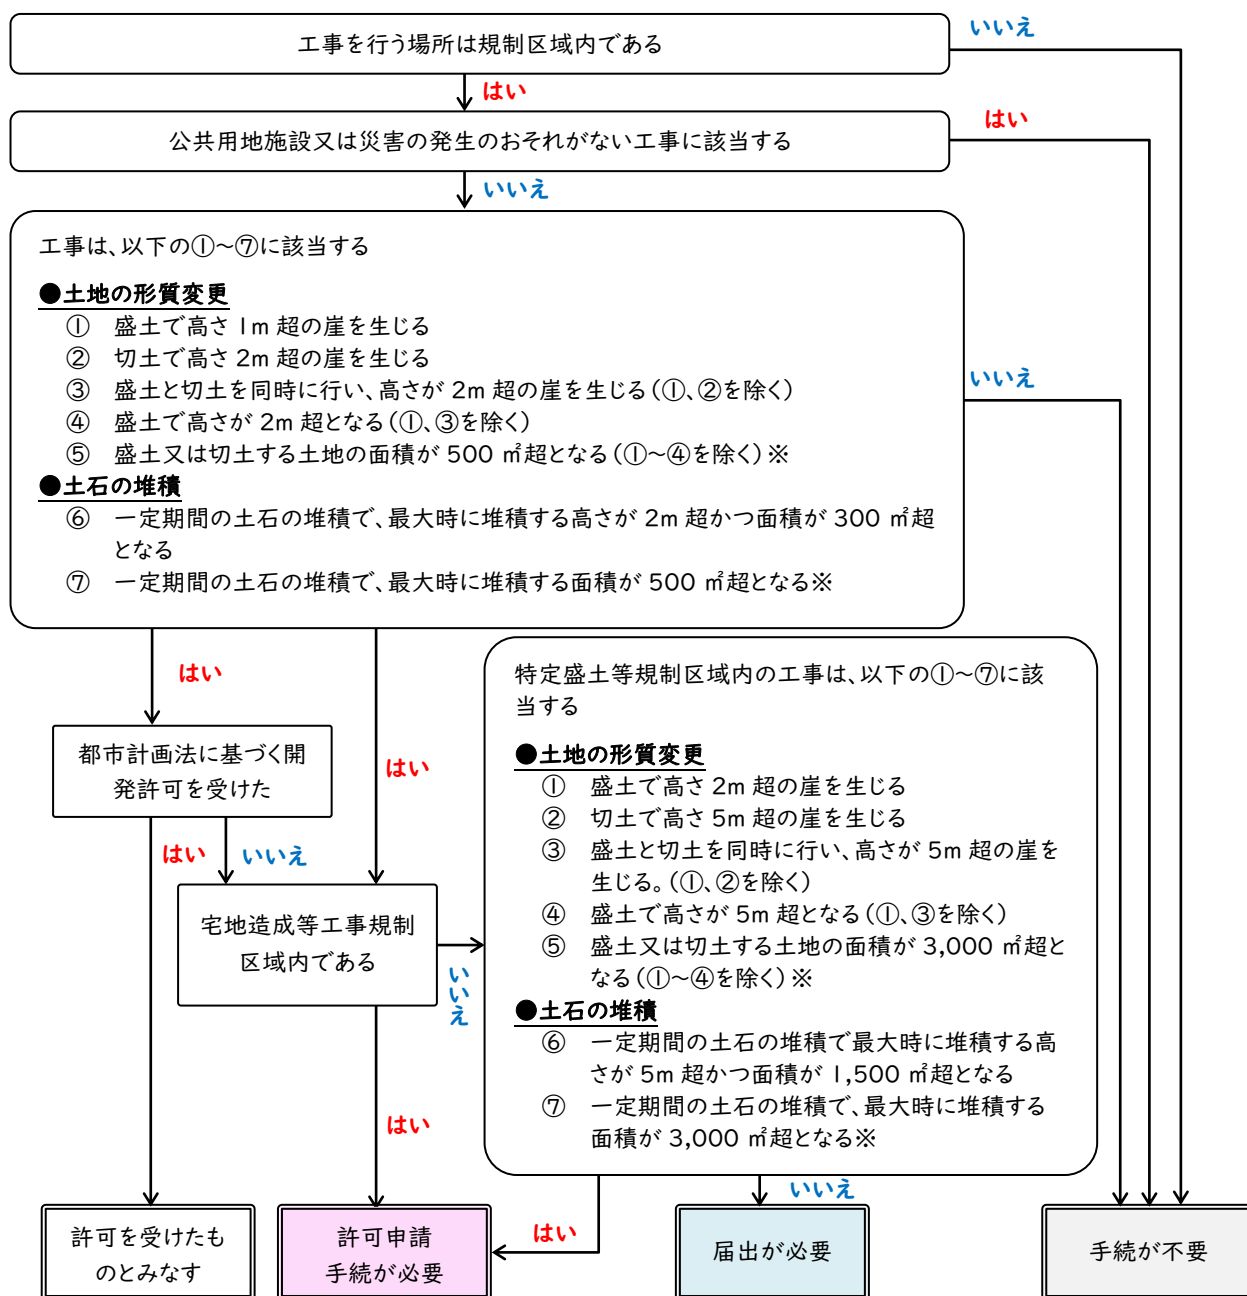 工事を行う場所は規制区域内である
いいえ
はい
公共用地施設又は災害の発生のおそれがない工事に該当する
はい
いいえ
工事は、以下の①～⑦に該当する
●土地の形質変更
① 盛土で高さ 1m 超の崖を生じる
② 切土で高さ 2m 超の崖を生じる
③ 盛土と切土を同時に行い、高さが 2m 超の崖を生じる（①、②を除く）
④ 盛土で高さが 2m 超となる（①、③を除く）
⑤ 盛土又は切土する土地の面積が 500 ㎡超となる（①～④を除く）※
●土石の堆積
⑥ 一定期間の土石の堆積で、最大時に堆積する高さが 2m 超かつ面積が 300 ㎡超
となる
⑦ 一定期間の土石の堆積で、最大時に堆積する面積が 500 ㎡超となる※
いいえ
はい
はい
都市計画法に基づく開
発許可を受けた
はい
いいえ
宅地造成等工事規制
区域内である
いいえ
はい
特定盛土等規制区域内の工事は、以下の①～⑦に該
当する
●土地の形質変更
① 盛土で高さ 2m 超の崖を生じる
② 切土で高さ 5m 超の崖を生じる
③ 盛土と切土を同時に行い、高さが 5m 超の崖を
生じる。（①、②を除く）
④ 盛土で高さが 5m 超となる（①、③を除く）
⑤ 盛土又は切土する土地の面積が 3,000 ㎡超と
なる（①～④を除く）※
●土石の堆積
⑥ 一定期間の土石の堆積で最大時に堆積する高
さが 5m 超かつ面積が 1,500 ㎡超となる
⑦ 一定期間の土石の堆積で、最大時に堆積する
面積が 3,000 ㎡超となる※
はい
いいえ
許可を受けたも
のとみなす
許可申請
手続が必要
届出が必要
手続が不要